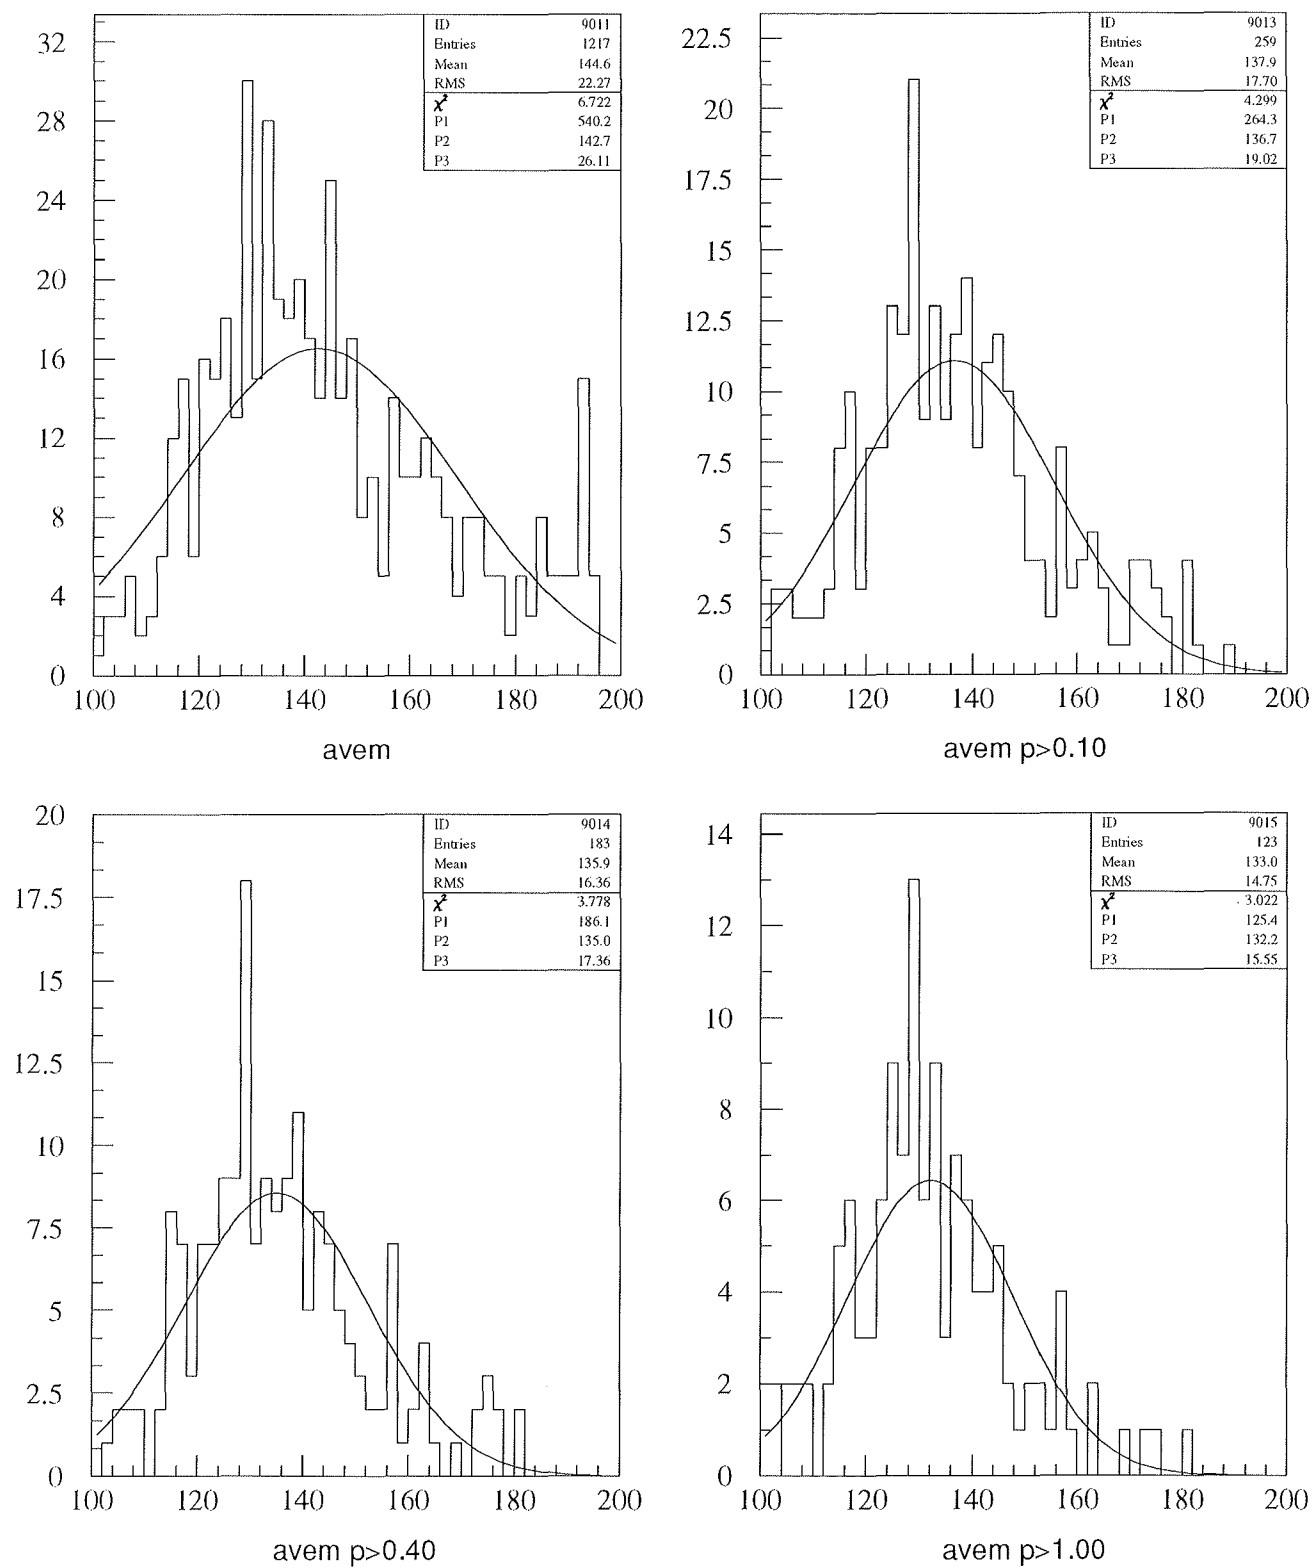 ID 9011
Entries 1217
Mean 144.6
RMS 22.27
χ² 6.722
P1 540.2
P2 142.7
P3 26.11
32
28
24
20
16
12
8
4
0
100 120 140 160 180 200
avem
ID 9013
Entries 259
Mean 137.9
RMS 17.70
χ² 4.299
P1 264.3
P2 136.7
P3 19.02
22.5
20
17.5
15
12.5
10
7.5
5
2.5
0
100 120 140 160 180 200
avem p>0.10
ID 9014
Entries 183
Mean 135.9
RMS 16.36
χ² 3.778
P1 186.1
P2 135.0
P3 17.36
20
17.5
15
12.5
10
7.5
5
2.5
0
100 120 140 160 180 200
avem p>0.40
ID 9015
Entries 123
Mean 133.0
RMS 14.75
χ² 3.022
P1 125.4
P2 132.2
P3 15.55
14
12
10
8
6
4
2
0
100 120 140 160 180 200
avem p>1.00